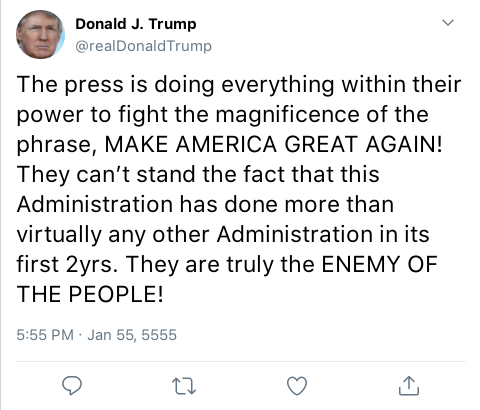 Donald J. Trump
@realDonaldTrump
The press is doing everything within their
power to fight the magnificence of the
phrase, MAKE AMERICA GREAT AGAIN!
They can’t stand the fact that this
Administration has done more than
virtually any other Administration in its
first 2yrs. They are truly the ENEMY OF
THE PEOPLE!
5:55 PM · Jan 55, 5555